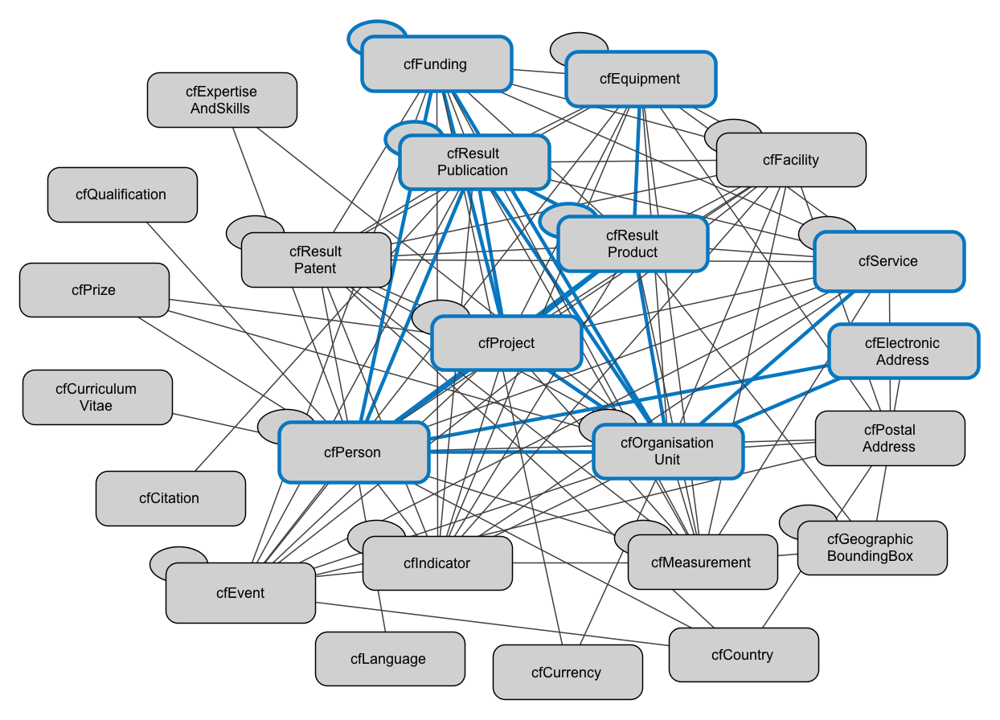 cfFunding
cfEquipment
cfExpertise
AndSkills
cfResult
Publication
cfFacility
cfQualification
cfResult
Product
cfResult
Patent
cfService
cfPrize
cfProject
cfElectronic
Address
cfCurriculum
Vitae
cfPerson
cfOrganisation
Unit
cfPostal
Address
cfCitation
cfIndicator
cfMeasurement
cfGeographic
BoundingBox
cfEvent
cfLanguage
cfCurrency
cfCountry